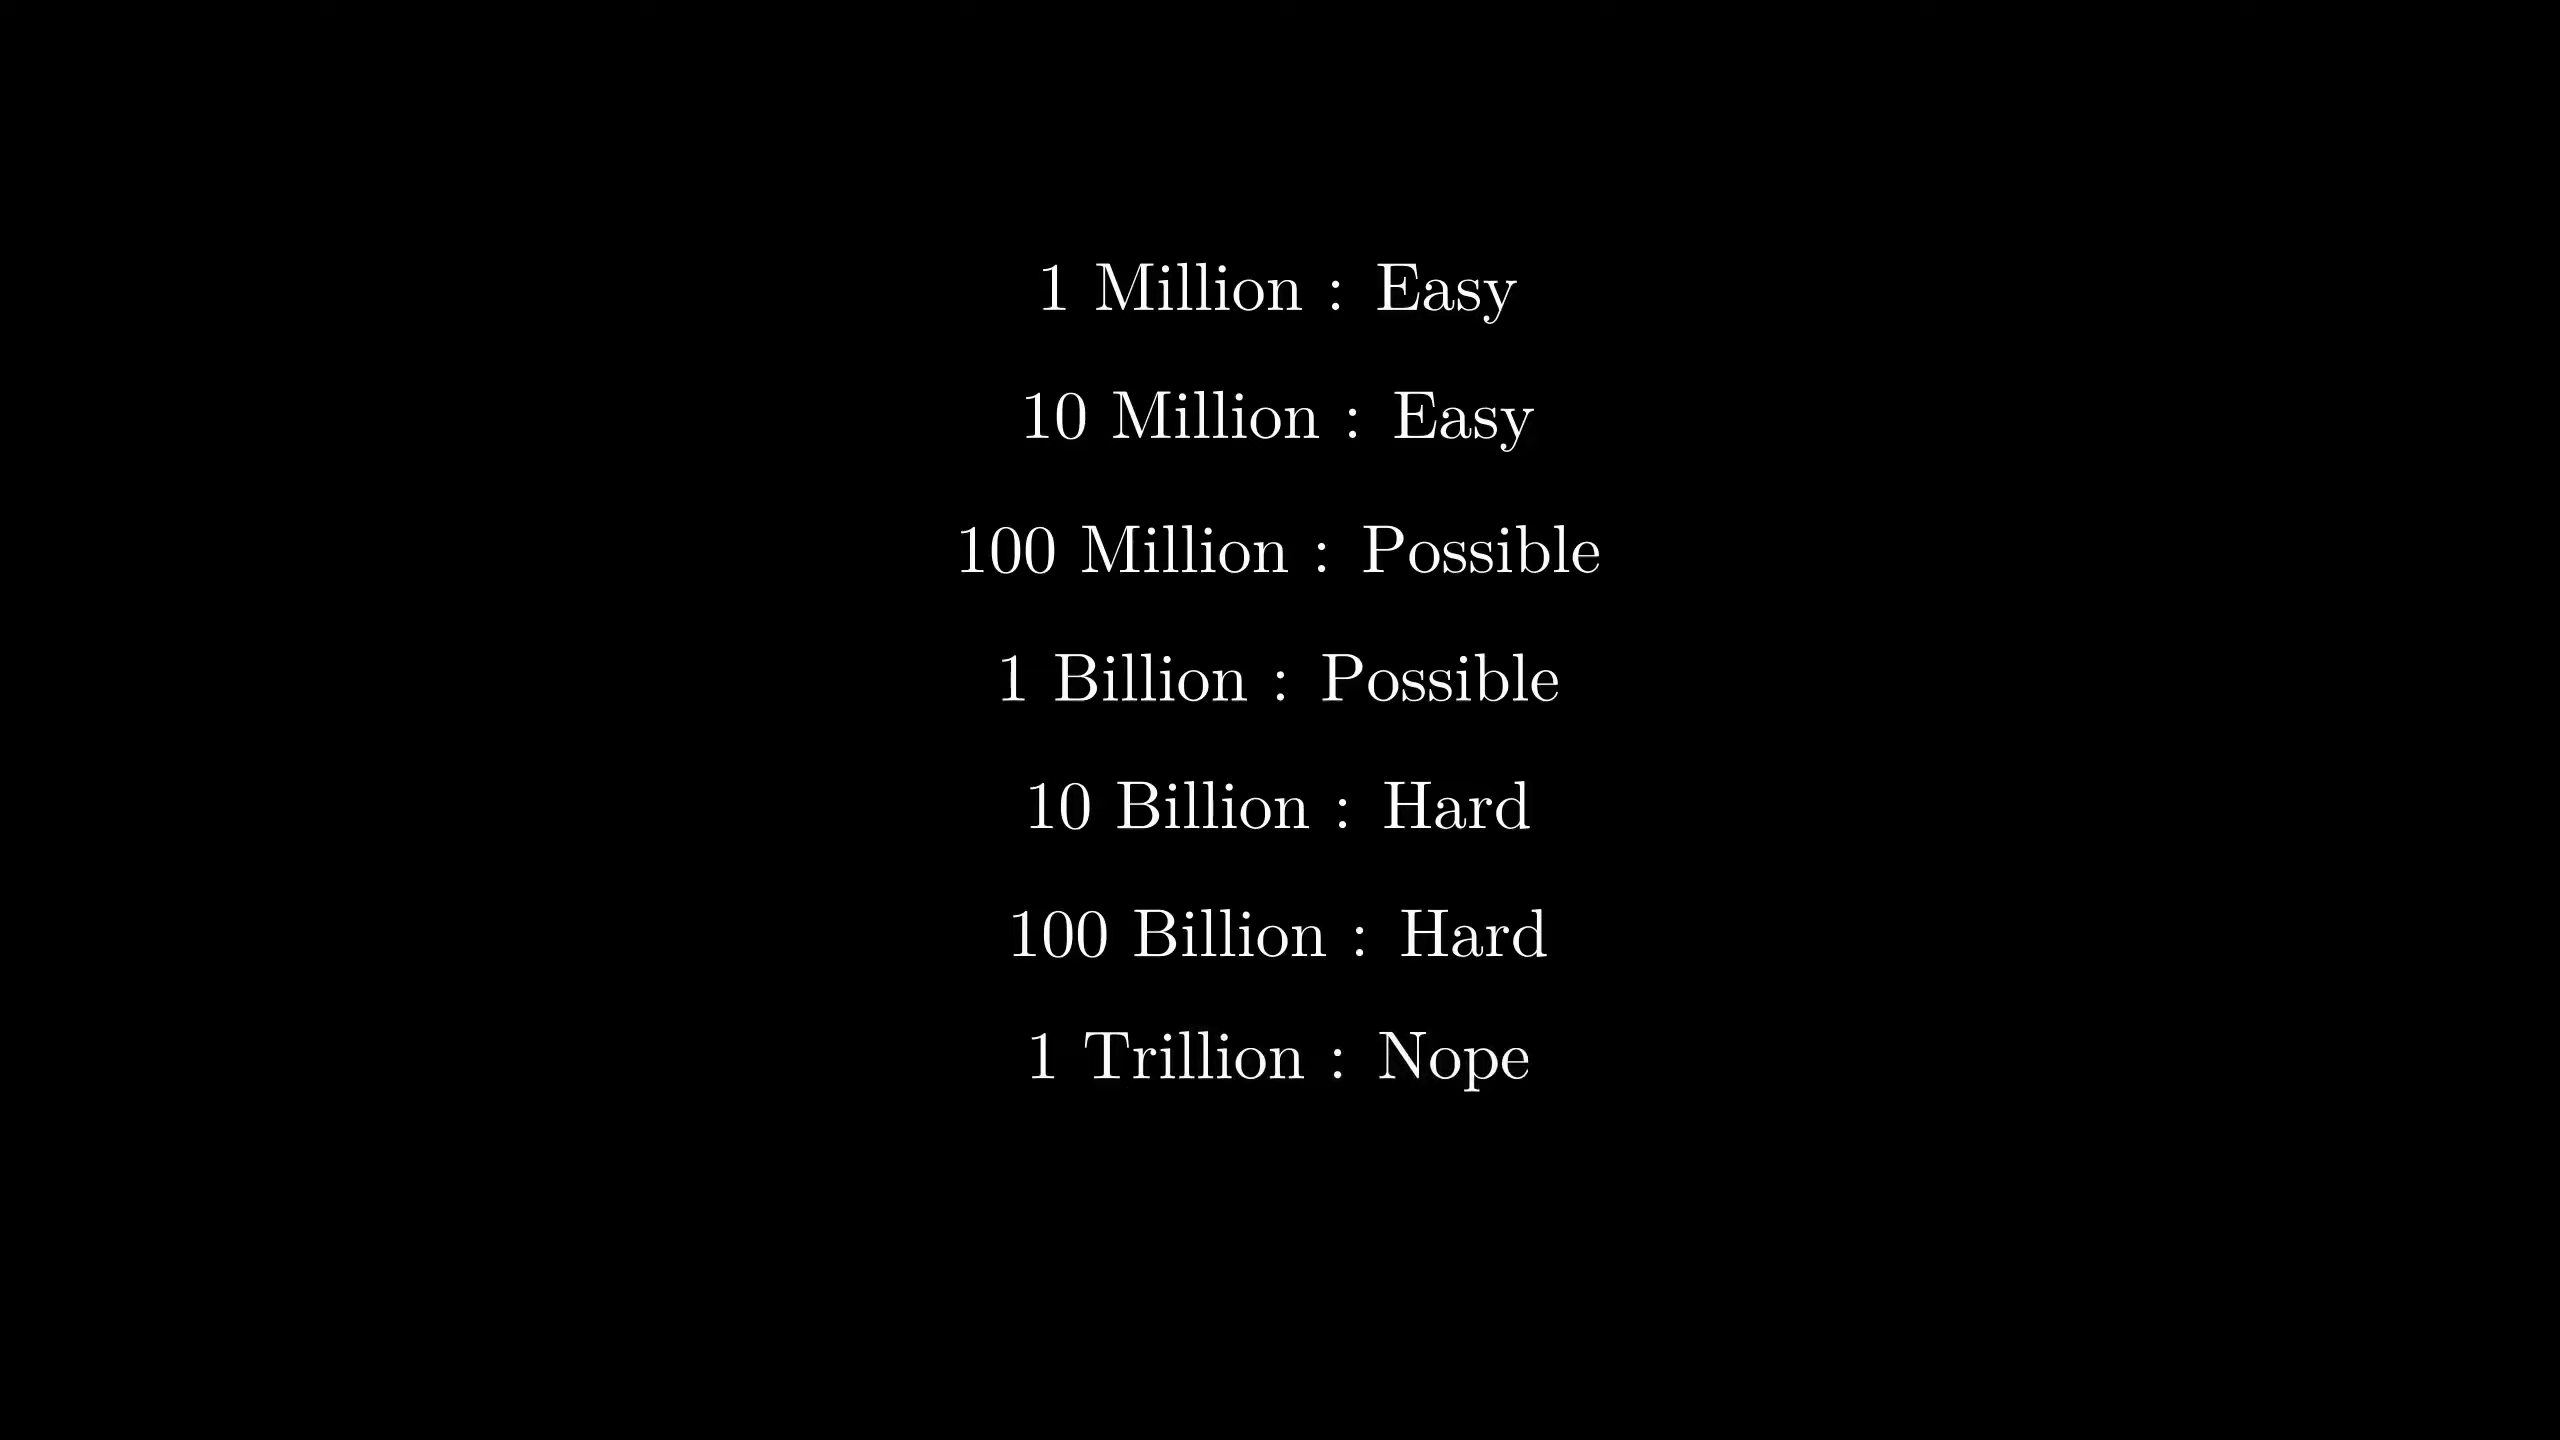 1 Million : Easy
10 Million : Easy
100 Million : Possible
1 Billion : Possible
10 Billion : Hard
100 Billion : Hard
1 Trillion : Nope